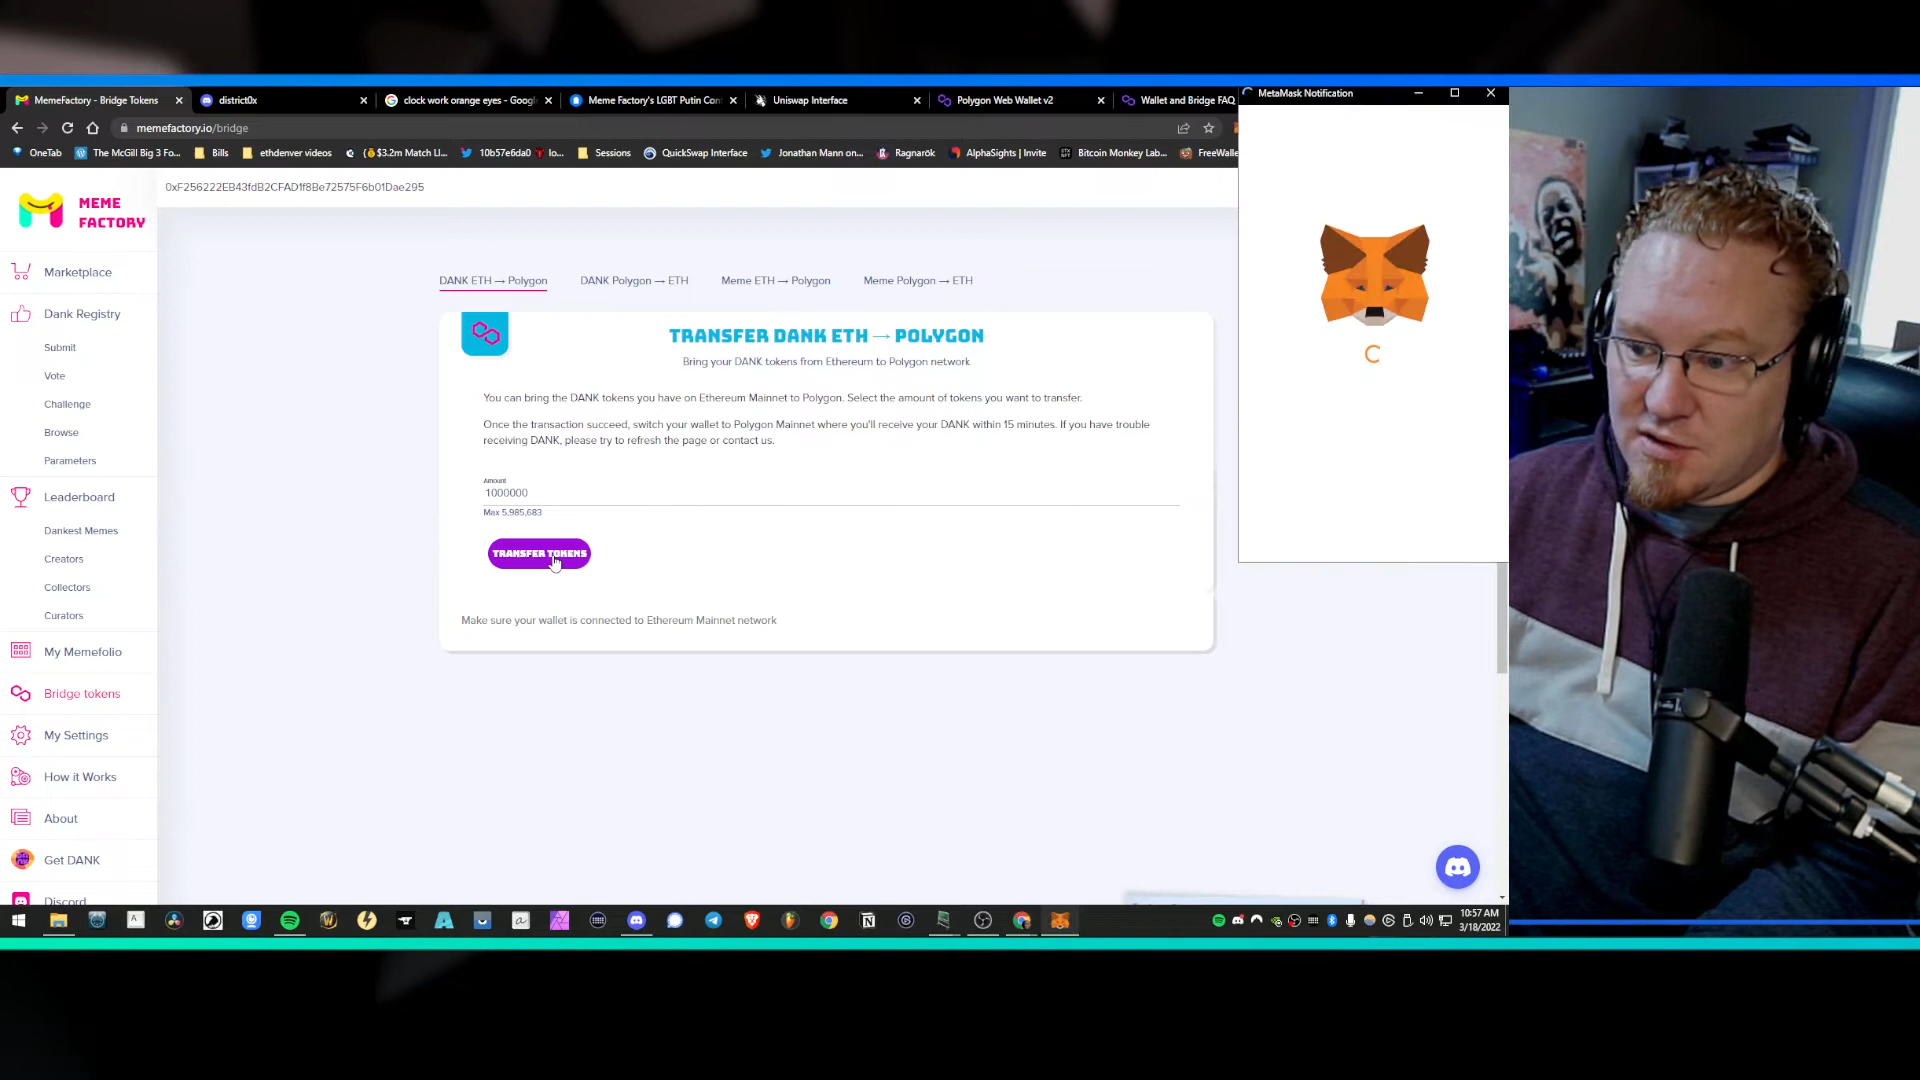 MemeFactory - Bridge Tokens
district0x
clock work orange eyes - Googl
Meme Factory's LGBT Putin Con
Uniswap Interface
Polygon Web Wallet v2
Wallet and Bridge FAQ
MetaMask Notification
memefactory.io/bridge
OneTab
The McGill Big 3 Fo...
Bills
ethdenver videos
$3.2m Match LI...
10b57e6da0
Io...
Sessions
QuickSwap Interface
Jonathan Mann on...
Ragnarök
AlphaSights | Invite
Bitcoin Monkey Lab...
FreeWalle
MEME
FACTORY
0xF256222EB43fdB2CFAD1f8Be72575F6b01Dae295
Marketplace
Dank Registry
Submit
Vote
Challenge
Browse
Parameters
Leaderboard
Dankest Memes
Creators
Collectors
Curators
My Memefolio
Bridge tokens
My Settings
How it Works
About
Get DANK
Discord
DANK ETH → Polygon
DANK Polygon → ETH
Meme ETH → Polygon
Meme Polygon → ETH
TRANSFER DANK ETH → POLYGON
Bring your DANK tokens from Ethereum to Polygon network
You can bring the DANK tokens you have on Ethereum Mainnet to Polygon. Select the amount of tokens you want to transfer.
Once the transaction succeed, switch your wallet to Polygon Mainnet where you'll receive your DANK within 15 minutes. If you have trouble
receiving DANK, please try to refresh the page or contact us.
Amount
1000000
Max 5,985,683
TRANSFER TOKENS
Make sure your wallet is connected to Ethereum Mainnet network
10:57 AM
3/18/2022